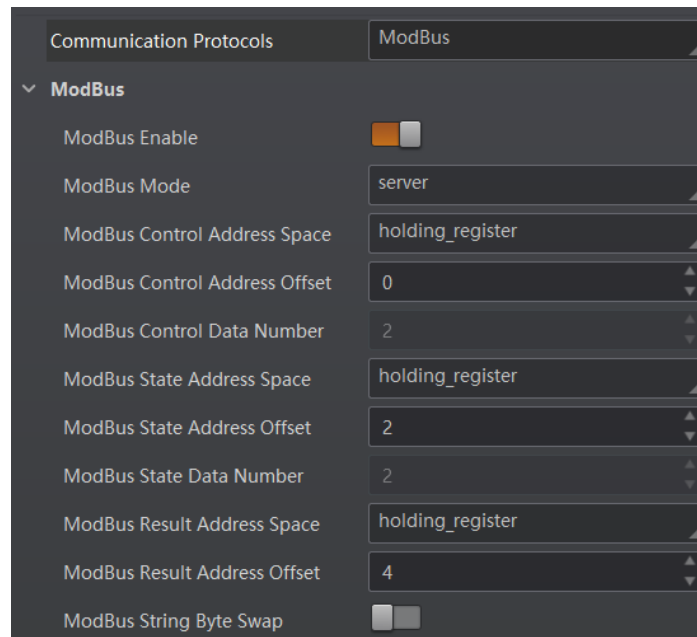 Communication Protocols ModBus
ModBus
ModBus Enable
ModBus Mode server
ModBus Control Address Space holding_register
ModBus Control Address Offset 0
ModBus Control Data Number 2
ModBus State Address Space holding_register
ModBus State Address Offset 2
ModBus State Data Number 2
ModBus Result Address Space holding_register
ModBus Result Address Offset 4
ModBus String Byte Swap